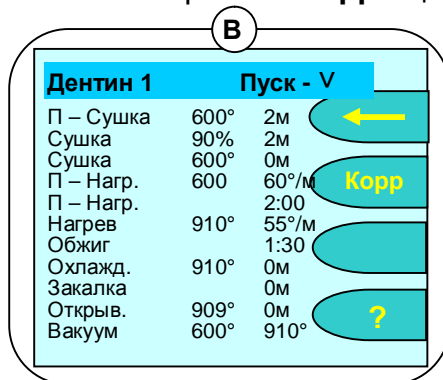 В
Дентин 1 Пуск - V
П – Сушка 600° 2м
Сушка 90% 2м
Сушка 600° 0м
П – Нагр. 600 60°/м Корр
П – Нагр. 2:00
Нагрев 910° 55°/м
Обжиг 1:30
Охлажд. 910° 0м
Закалка 0м
Открыв. 909° 0м ?
Вакуум 600° 910°